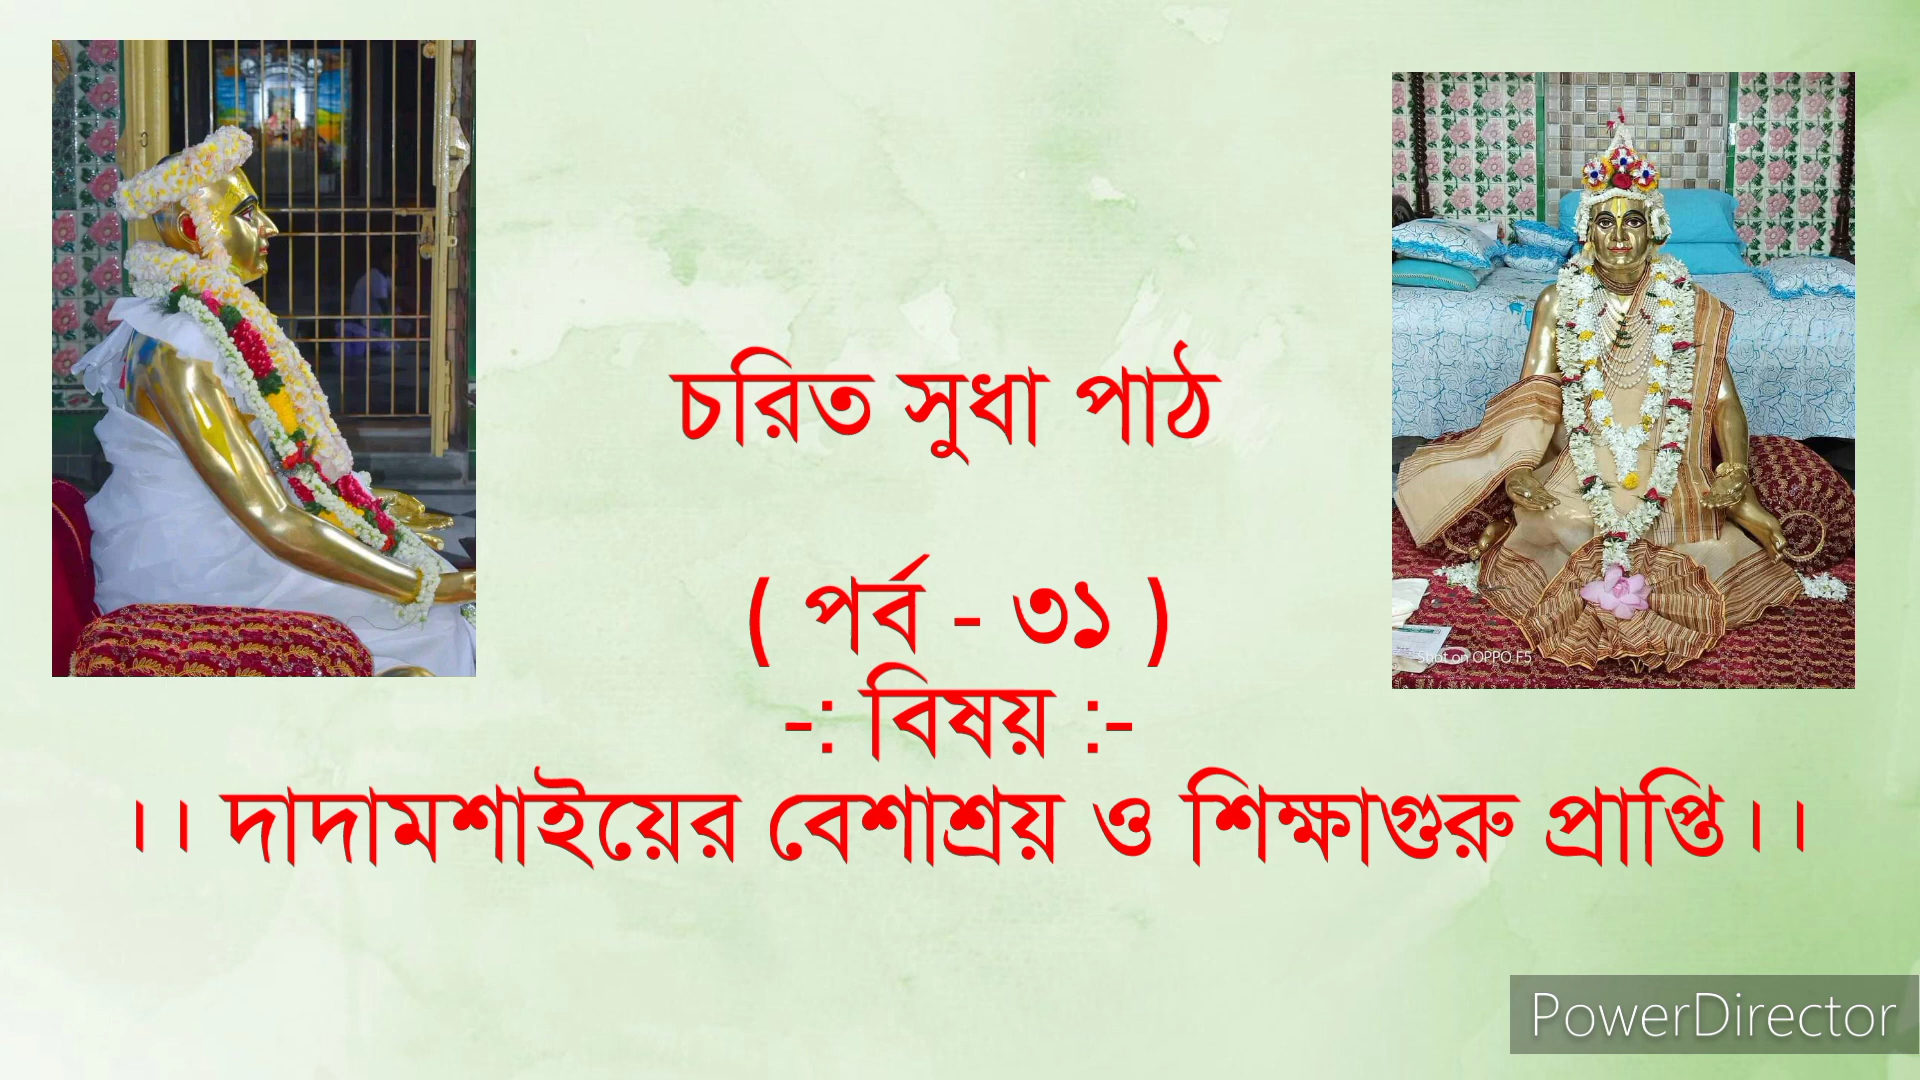 চরিত সুধা পাঠ
( পর্ব - ৩১ )
-: বিষয় :-
।। দাদামশাইয়ের বেশাশ্রয় ও শিক্ষাগুরু প্রাপ্তি।।
Shot on OPPO F5
PowerDirector